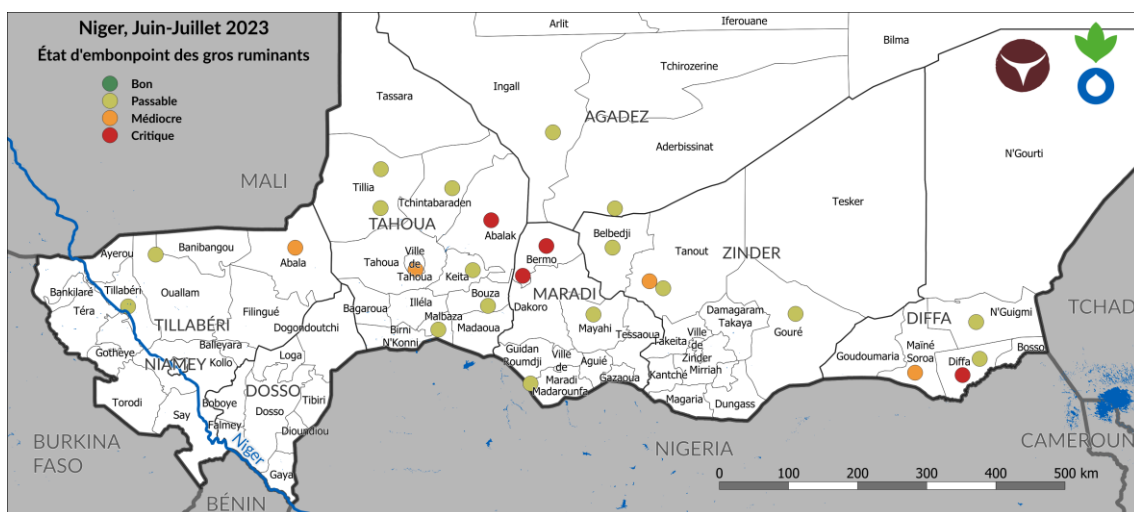 Niger, Juin-Juillet 2023
État d'embonpoint des gros ruminants
Bon
Passable
Médiocre
Critique
Arlit
Iferouane
Bilma
Tchirozerine
Ingall
Tassara
AGADEZ
Aderbissinat
N'Gourti
MALI
Tillia
Tchintabaraden
Tesker
TAHOUA
Abalak
Belbedji
Tanout
ZINDER
Ayerou
Banibangou
Abala
Tahoua
Ville
de
Tahoua
Keita
Bermo
Bankilaré
Tillabéri
Ouallam
Téra
Filingué
Bagaroua
Illéla
Bouza
Dakoro
MARADI
Malbaza
Birni
N'Konni
Madaoua
Mayahi
Tessaoua
Damagaram
Takaya
Gouré
DIFFA
N'Guigmi
TCHAD
TILLABÉRI
Dogondoutchi
Takeita
Ville
de
Zinder
Mirriah
Goudoumaria
Maïné
Soroa
Diffa
Bosso
Gothèye
Balleyara
NIAMEY
Kollo
Loga
Guidan
Roumdji
Ville
de
Maradi
Aguié
Gazaoua
Madarounfa
Kantché
Magaria
Dungass
Torodi
Say
Boboye
DOSSO
Tibiri
Dosso
Falmey
Dioundiou
Gaya
Niger
BURKINA
FASO
BÉNIN
NIGERIA
CAMEROUN
0 100 200 300 400 500 km